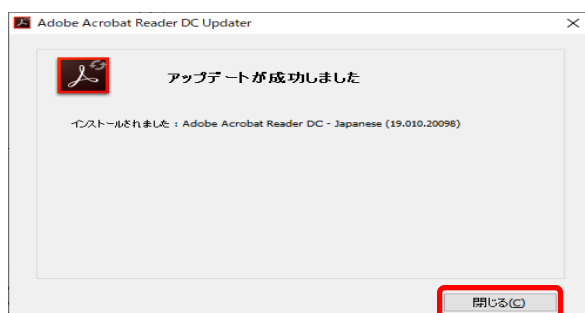 Adobe Acrobat Reader DC Updater
アップデートが成功しました
インストールされました : Adobe Acrobat Reader DC - Japanese (19.010.20098)
閉じる(C)